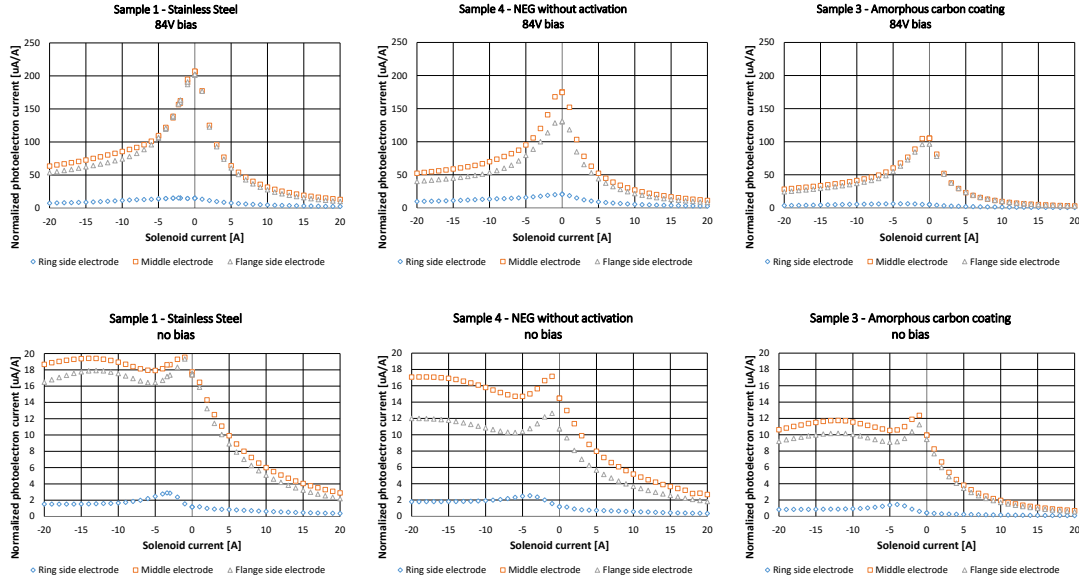 Sample 1 - Stainless Steel
84V bias
Normalized photoelectron current [uA/A]
250
200
150
100
50
0
-20 -15 -10 -5 0 5 10 15 20
Solenoid current [A]
Ring side electrode Middle electrode Flange side electrode
Sample 4 - NEG without activation
84V bias
Normalized photoelectron current [uA/A]
250
200
150
100
50
0
-20 -15 -10 -5 0 5 10 15 20
Solenoid current [A]
Ring side electrode Middle electrode Flange side electrode
Sample 3 - Amorphous carbon coating
84V bias
Normalized photoelectron current [uA/A]
250
200
150
100
50
0
-20 -15 -10 -5 0 5 10 15 20
Solenoid current [A]
Ring side electrode Middle electrode Flange side electrode
Sample 1 - Stainless Steel
no bias
Normalized photoelectron current [uA/A]
20
18
16
14
12
10
8
6
4
2
0
-20 -15 -10 -5 0 5 10 15 20
Solenoid current [A]
Ring side electrode Middle electrode Flange side electrode
Sample 4 - NEG without activation
no bias
Normalized photoelectron current [uA/A]
20
18
16
14
12
10
8
6
4
2
0
-20 -15 -10 -5 0 5 10 15 20
Solenoid current [A]
Ring side electrode Middle electrode Flange side electrode
Sample 3 - Amorphous carbon coating
no bias
Normalized photoelectron current [uA/A]
20
18
16
14
12
10
8
6
4
2
0
-20 -15 -10 -5 0 5 10 15 20
Solenoid current [A]
Ring side electrode Middle electrode Flange side electrode